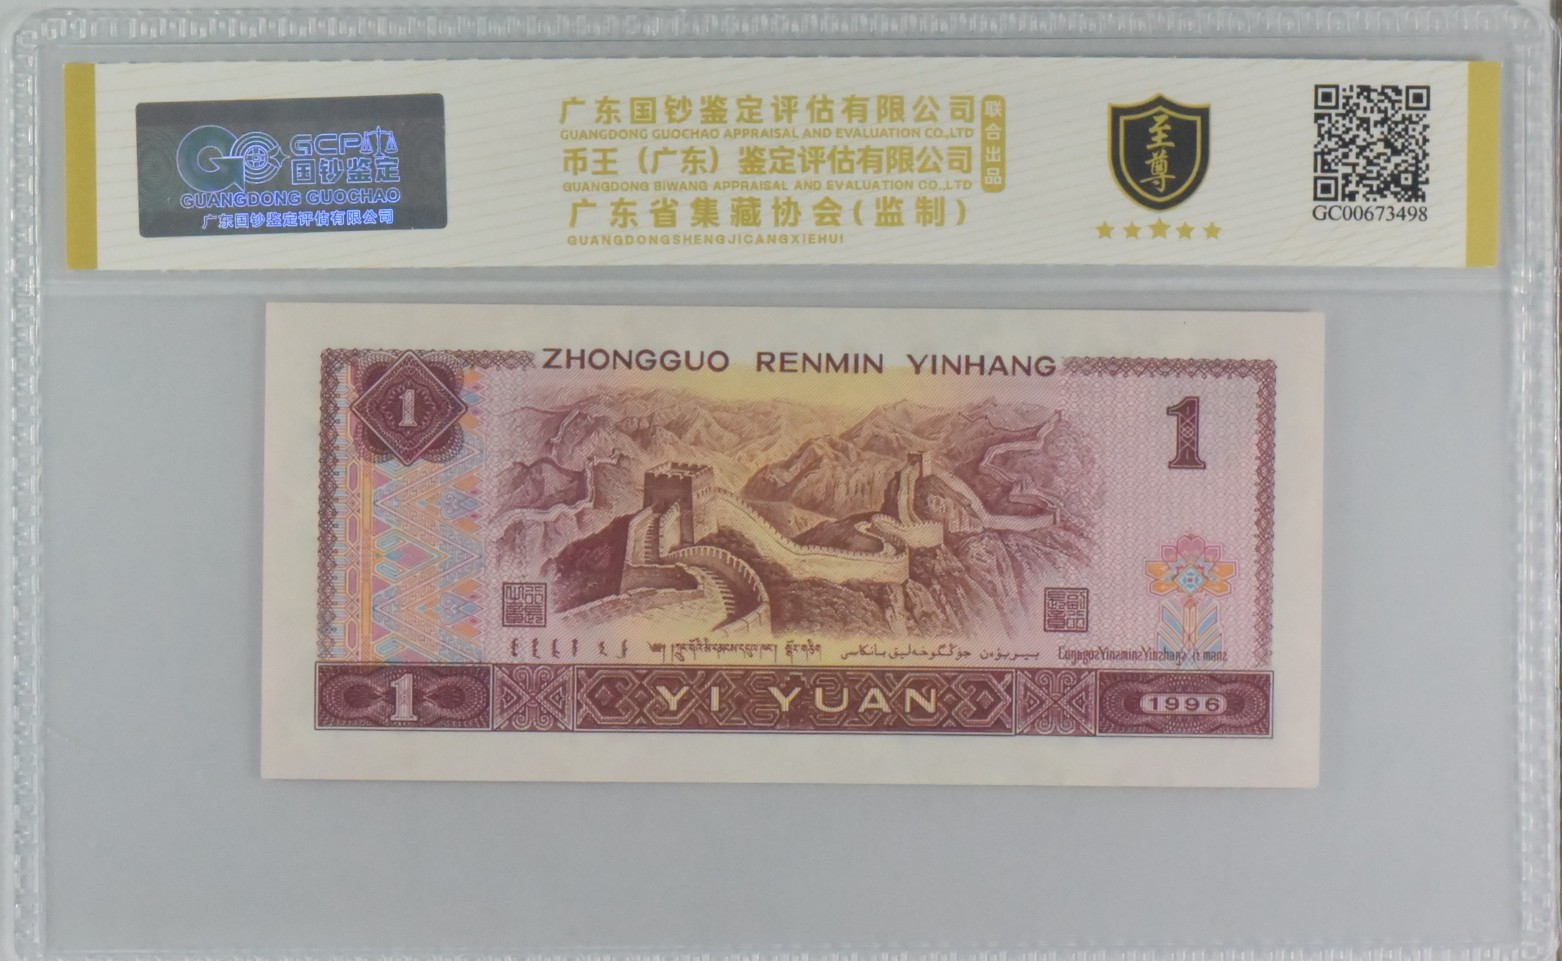 GCP
国钞鉴定
GUANGDONG GUOCHAO
广东国钞鉴定评估有限公司
广东国钞鉴定评估有限公司
GUANGDONG GUOCHAO APPRAISAL AND EVALUATION CO.,LTD
币王（广东）鉴定评估有限公司
GUANGDONG BIWANG APPRAISAL AND EVALUATION CO.,LTD
广东省集藏协会(监制)
GUANGDONGSHENGJICANGXIEHUI
联合出品
至尊
GC00673498
ZHONGGUO RENMIN YINHANG
1
1
1
YI YUAN
1996